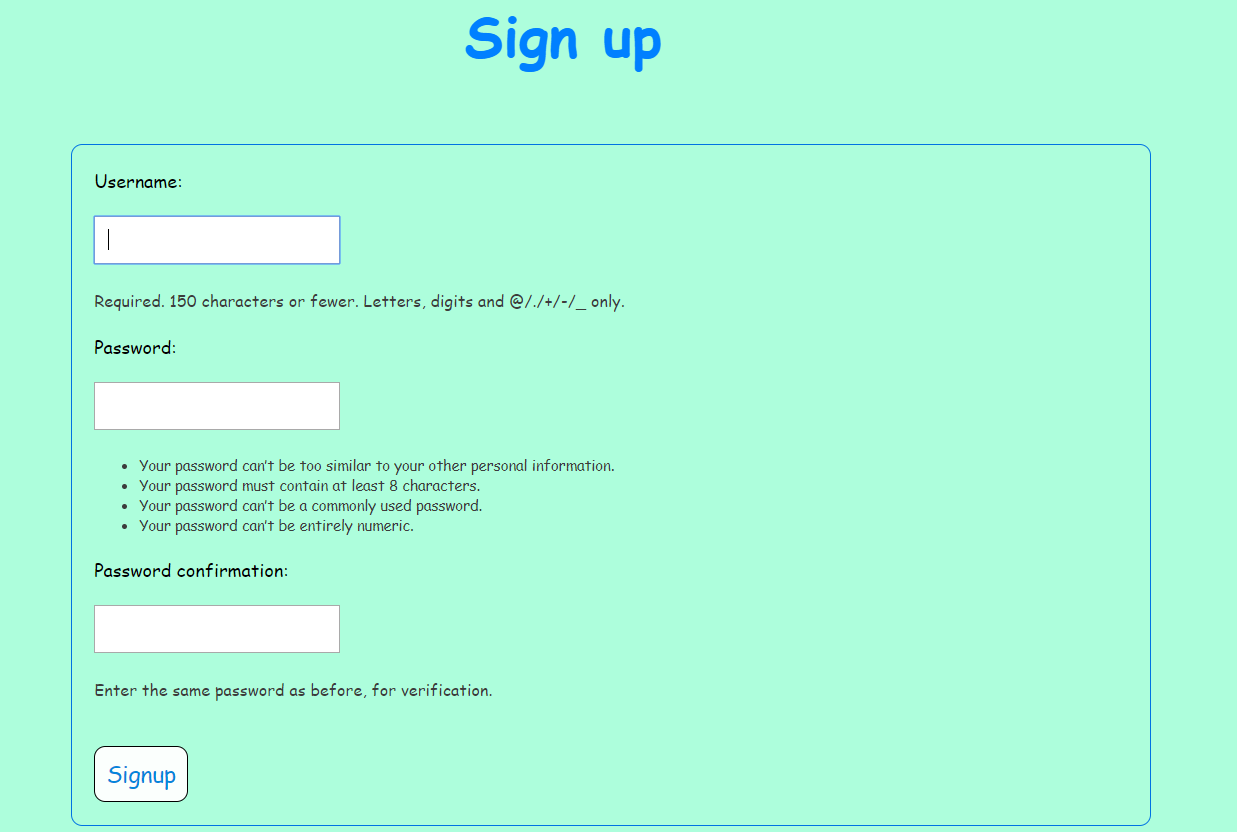 Sign up
Username:
Required. 150 characters or fewer. Letters, digits and @/./+/-/_ only.
Password:
Your password can't be too similar to your other personal information.
Your password must contain at least 8 characters.
Your password can't be a commonly used password.
Your password can't be entirely numeric.
Password confirmation:
Enter the same password as before, for verification.
Signup